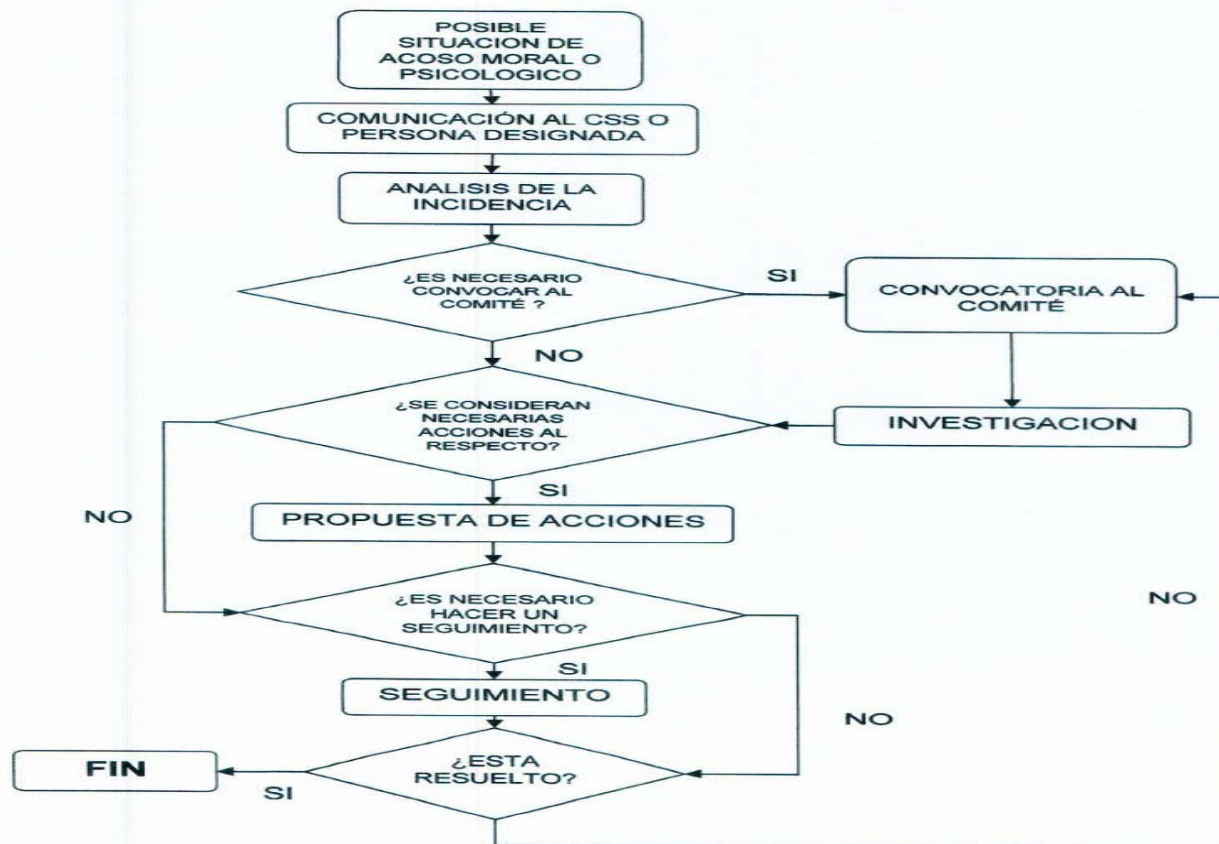 POSIBLE
SITUACION DE
ACOSO MORAL O
PSICOLOGICO
COMUNICACIÓN AL CSS O
PERSONA DESIGNADA
ANALISIS DE LA
INCIDENCIA
¿ES NECESARIO
CONVOCAR AL
COMITÉ ?
SI
CONVOCATORIA AL
COMITÉ
NO
¿SE CONSIDERAN
NECESARIAS
ACCIONES AL
RESPECTO?
INVESTIGACION
SI
NO
PROPUESTA DE ACCIONES
¿ES NECESARIO
HACER UN
SEGUIMIENTO?
NO
SI
SEGUIMIENTO
NO
¿ESTA
RESUELTO?
FIN
SI